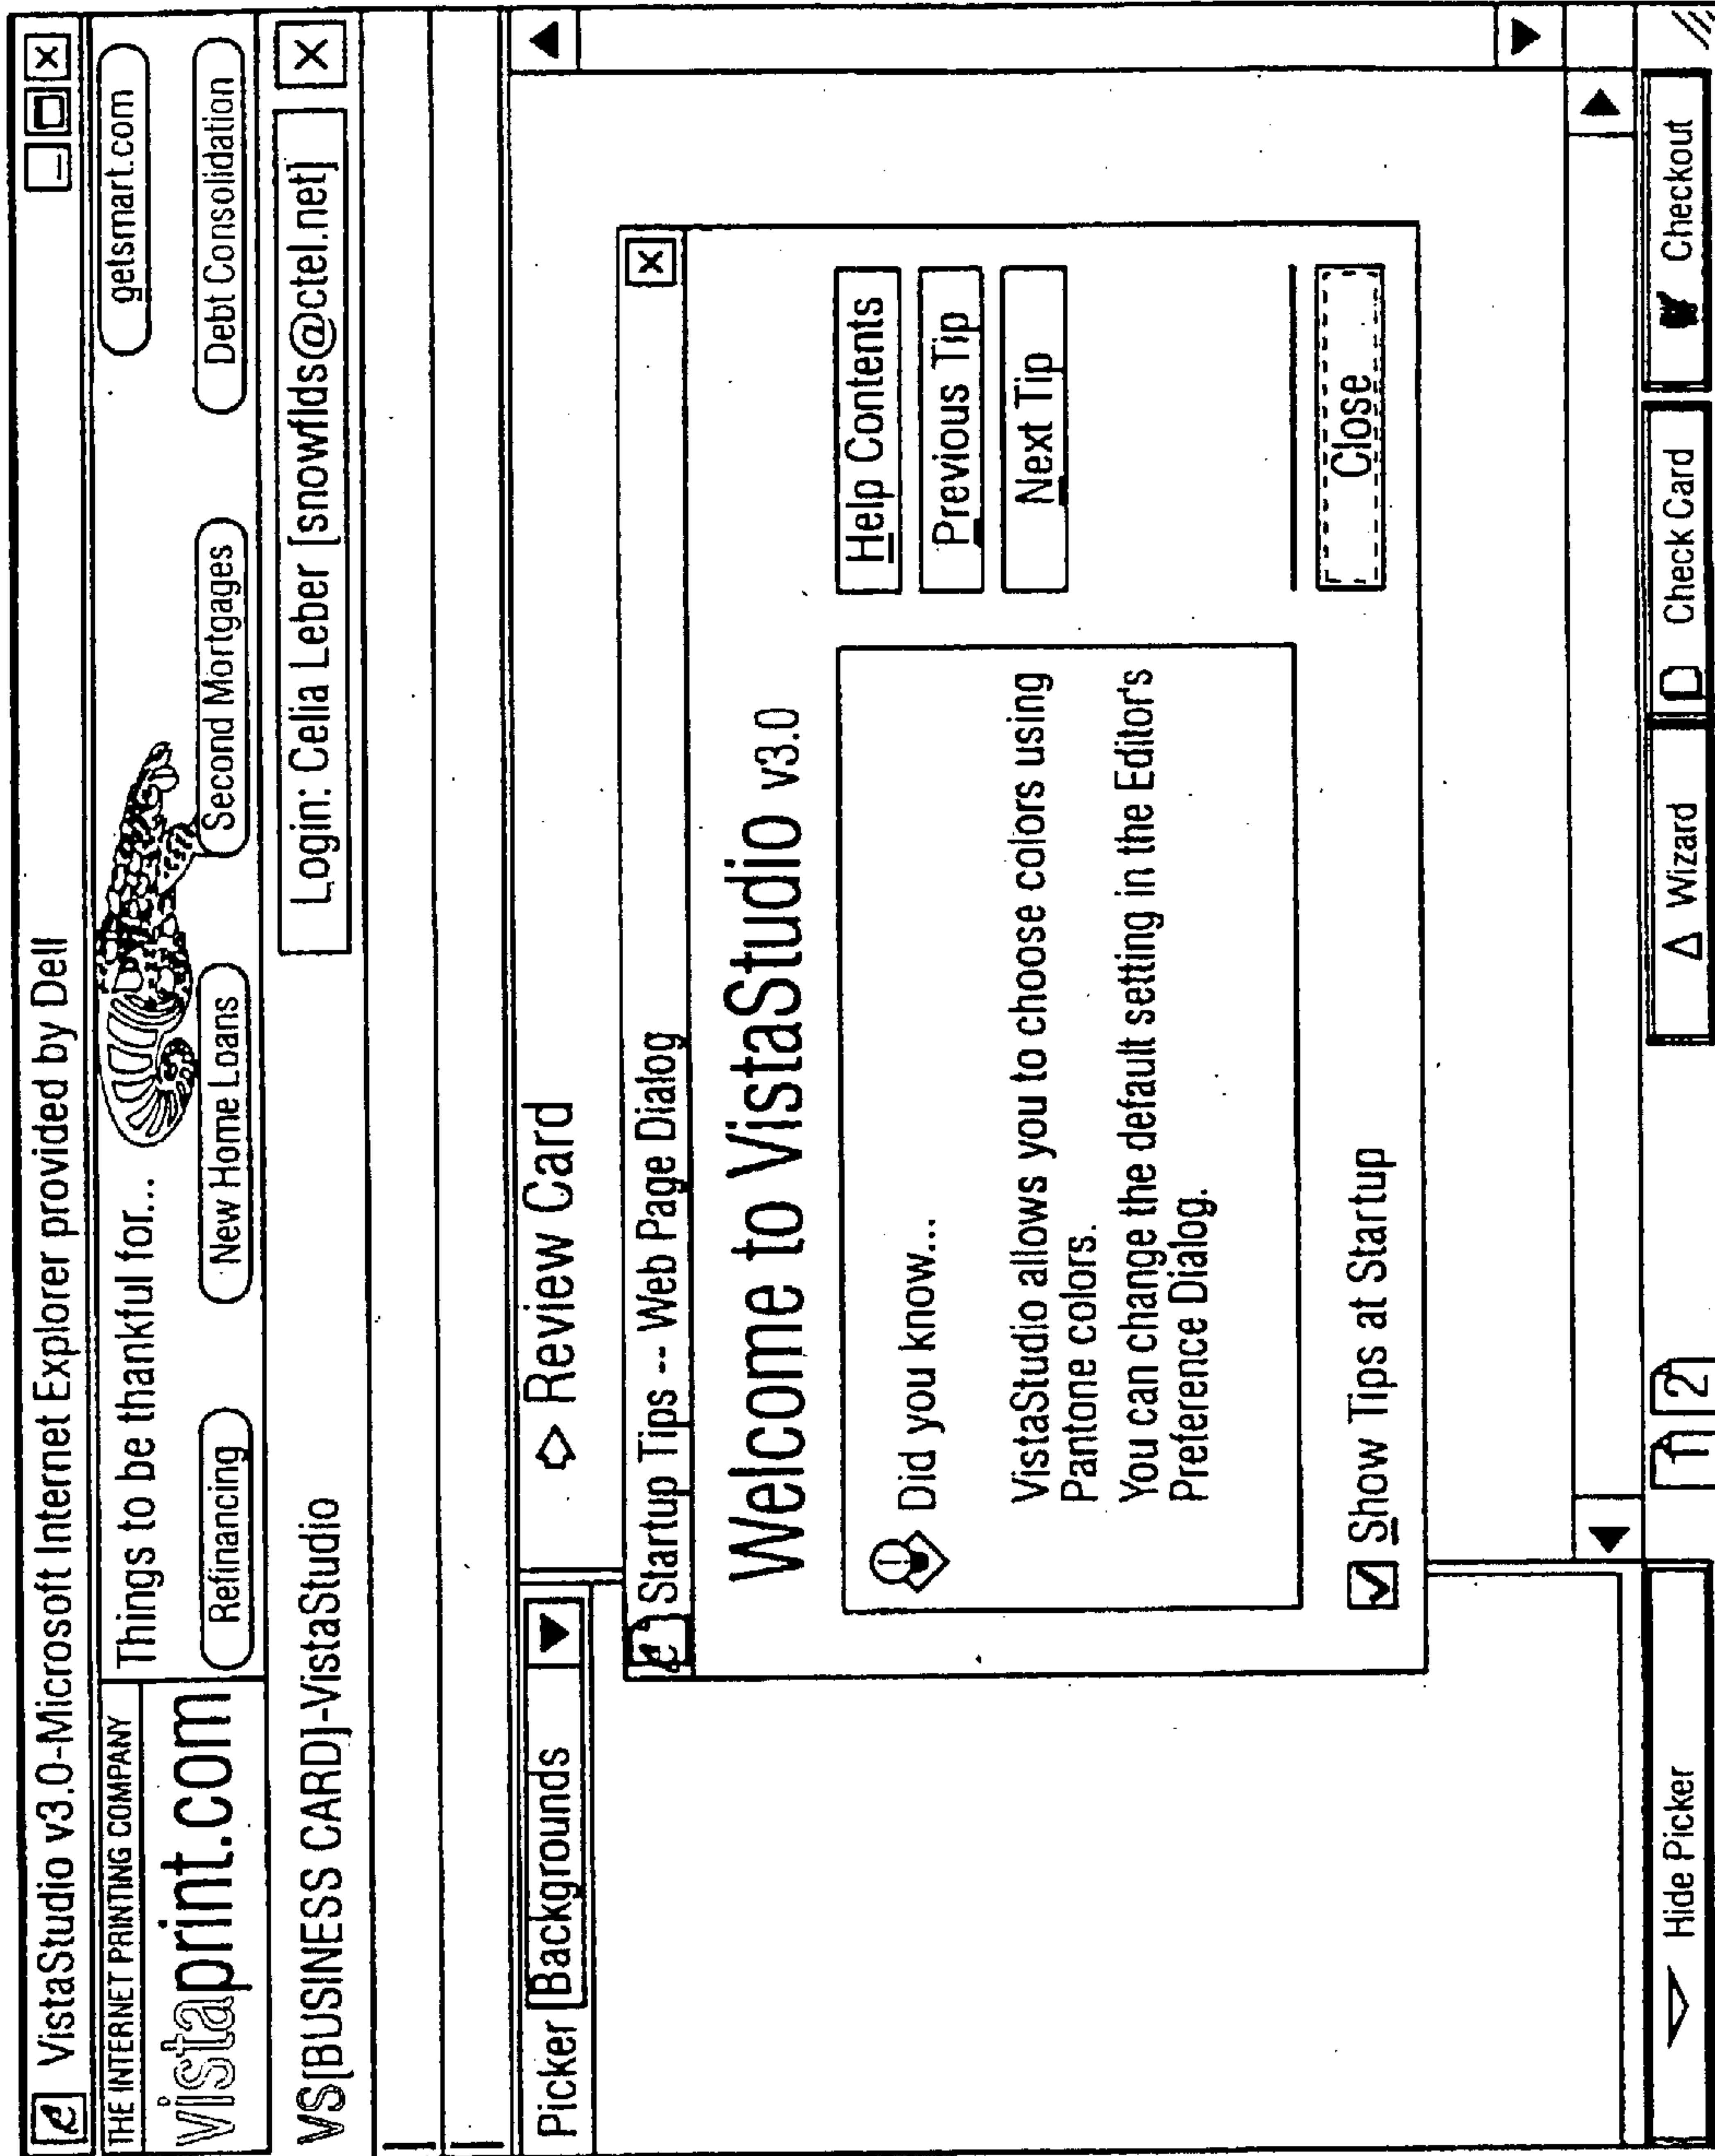 VistaStudio v3.0-Microsoft Internet Explorer provided by Dell
THE INTERNET PRINTING COMPANY
vistaprint.com
Things to be thankful for...
getsmart.com
Refinancing
New Home Loans
Second Mortgages
Debt Consolidation
VS[BUSINESS CARD]-VistaStudio
Login: Celia Leber [snowflds@ctel.net]
Picker Backgrounds
Review Card
Startup Tips -- Web Page Dialog
Welcome to VistaStudio v3.0
Did you know...
VistaStudio allows you to choose colors using
Pantone colors.
You can change the default setting in the Editor's
Preference Dialog.
Help Contents
Previous Tip
Next Tip
Show Tips at Startup
Close
Hide Picker
1 2
Wizard
Check Card
Checkout